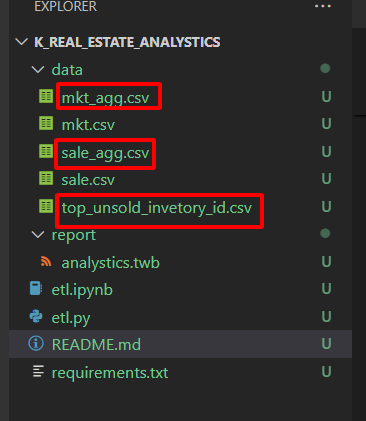 EXPLORER ...
K_REAL_ESTATE_ANALYSTICS
data
mkt_agg.csv U
mkt.csv U
sale_agg.csv U
sale.csv U
top_unsold_invetory_id.csv U
report
analystics.twb U
etl.ipynb U
etl.py U
README.md U
requirements.txt U